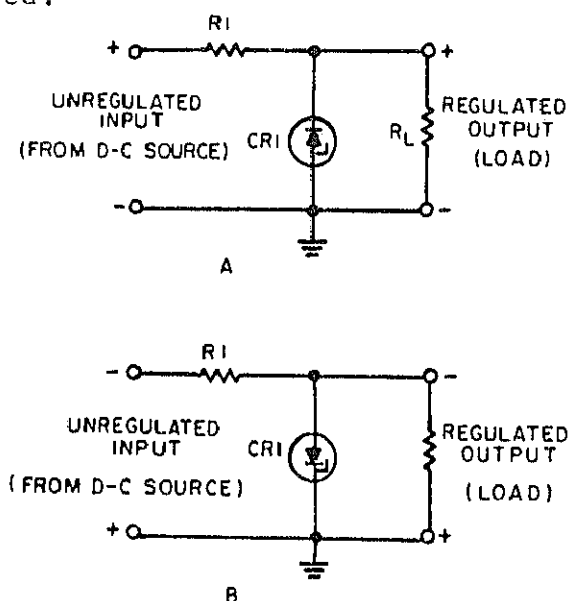 R1
+ +
UNREGULATED
INPUT
(FROM D-C SOURCE)
CR1
RL
REGULATED
OUTPUT
(LOAD)
- -
A
R1
- -
UNREGULATED
INPUT
(FROM D-C SOURCE)
CR1
REGULATED
OUTPUT
(LOAD)
+ +
B